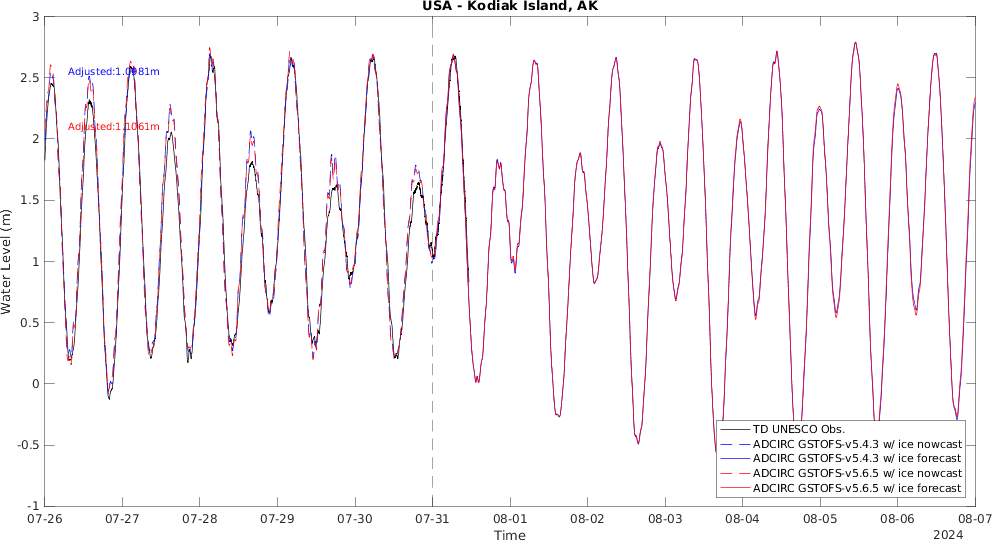 USA - Kodiak Island, AK
3
2.5
2
1.5
1
0.5
0
-0.5
-1
Water Level (m)
Adjusted:1.0981m
Adjusted:1.1061m
TD UNESCO Obs.
ADCIRC GSTOFS-v5.4.3 w/ ice nowcast
ADCIRC GSTOFS-v5.4.3 w/ ice forecast
ADCIRC GSTOFS-v5.6.5 w/ ice nowcast
ADCIRC GSTOFS-v5.6.5 w/ ice forecast
07-26 07-27 07-28 07-29 07-30 07-31 08-01 08-02 08-03 08-04 08-05 08-06 08-07
Time
2024